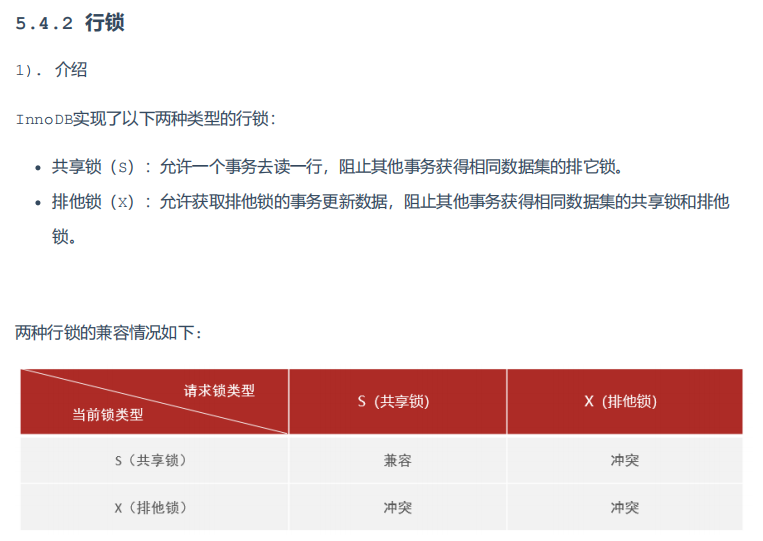 5.4.2 行锁
1). 介绍
InnoDB实现了以下两种类型的行锁：
• 共享锁（S）：允许一个事务去读一行，阻止其他事务获得相同数据集的排它锁。
• 排他锁（X）：允许获取排他锁的事务更新数据，阻止其他事务获得相同数据集的共享锁和排他
锁。
两种行锁的兼容情况如下：
请求锁类型
当前锁类型
S（共享锁）
X（排他锁）
S（共享锁） 兼容 冲突
X（排他锁） 冲突 冲突